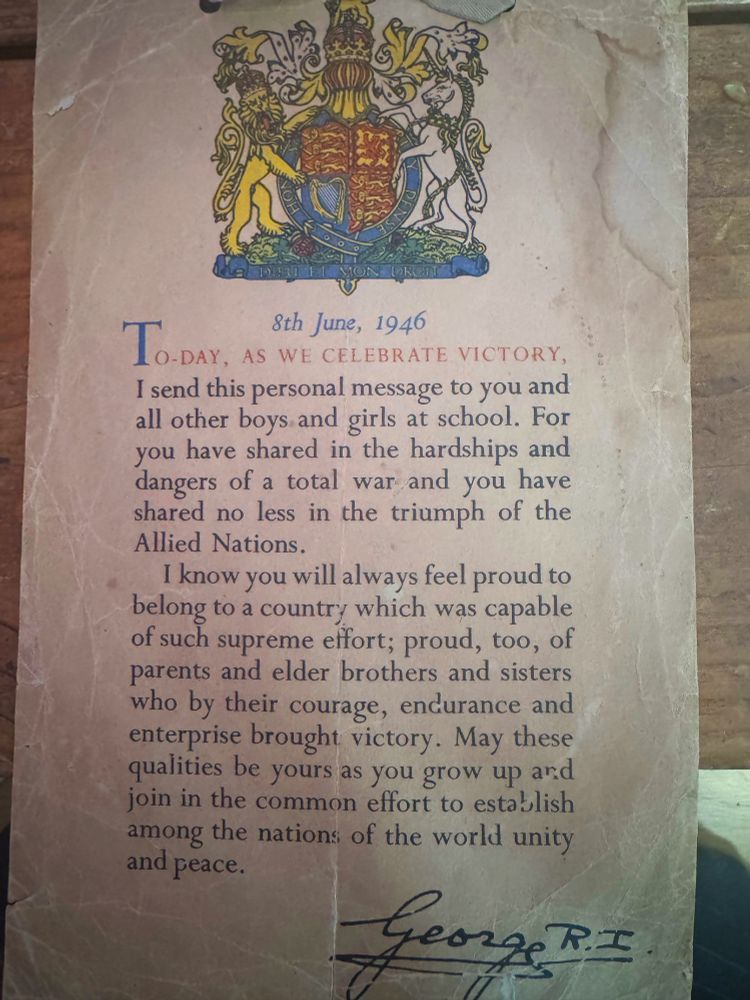 DIEU ET MON DROIT
8th June, 1946
TO-DAY, AS WE CELEBRATE VICTORY,
I send this personal message to you and
all other boys and girls at school. For
you have shared in the hardships and
dangers of a total war and you have
shared no less in the triumph of the
Allied Nations.
I know you will always feel proud to
belong to a country which was capable
of such supreme effort; proud, too, of
parents and elder brothers and sisters
who by their courage, endurance and
enterprise brought victory. May these
qualities be yours as you grow up and
join in the common effort to establish
among the nations of the world unity
and peace.
George R.I.